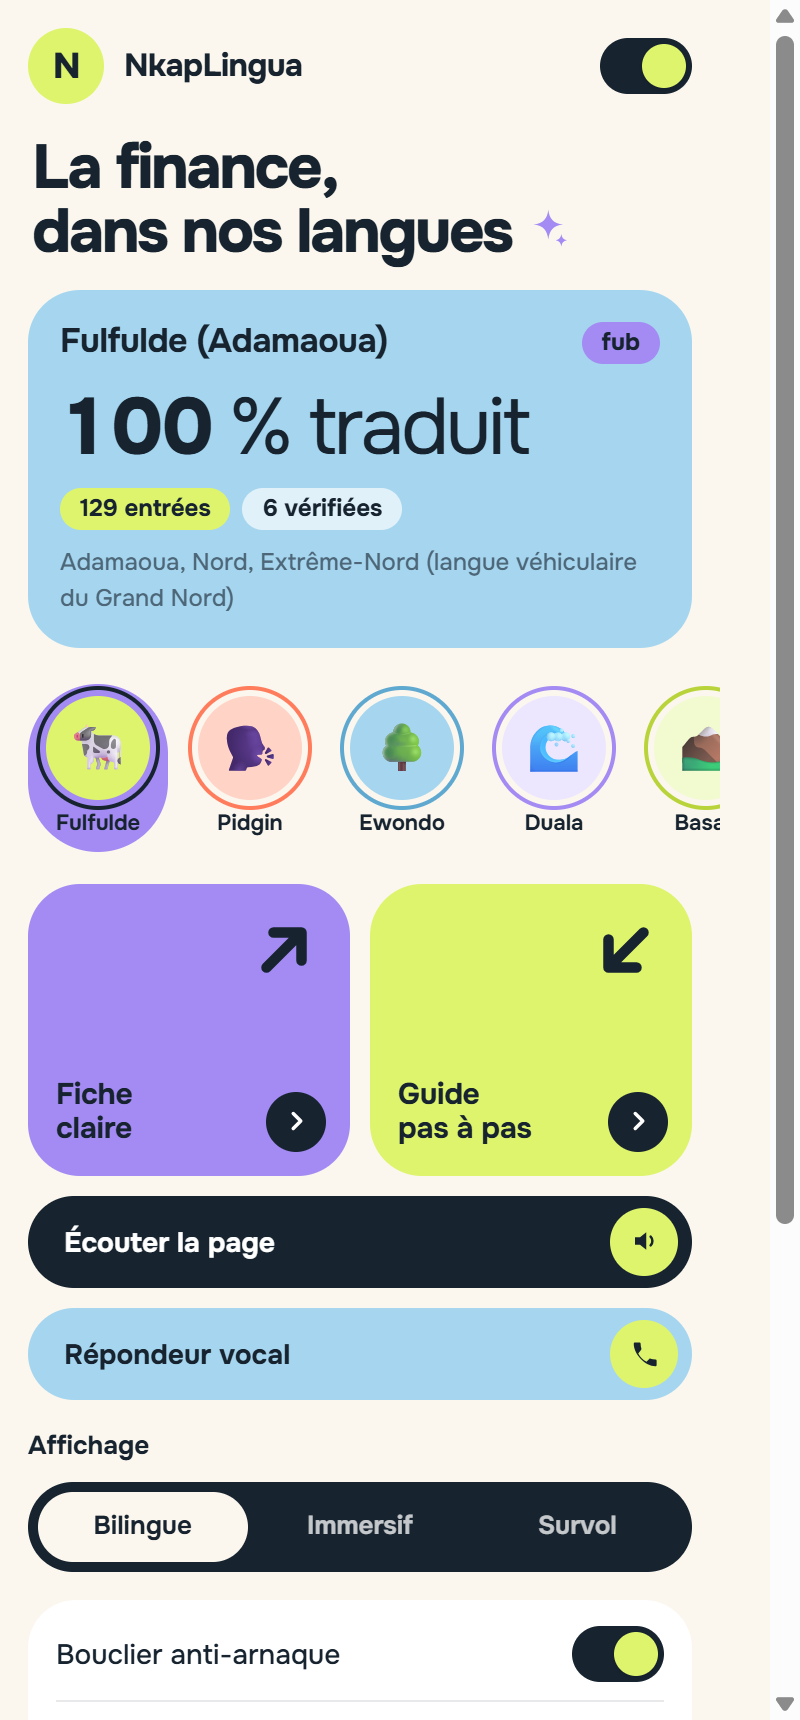 N
NkapLingua
La finance,
dans nos langues
Fulfulde (Adamaoua)
fub
100 % traduit
129 entrées
6 vérifiées
Adamaoua, Nord, Extrême-Nord (langue véhiculaire
du Grand Nord)
Fulfulde
Pidgin
Ewondo
Duala
Basa
Fiche
claire
Guide
pas à pas
Écouter la page
Répondeur vocal
Affichage
Bilingue
Immersif
Survol
Bouclier anti-arnaque